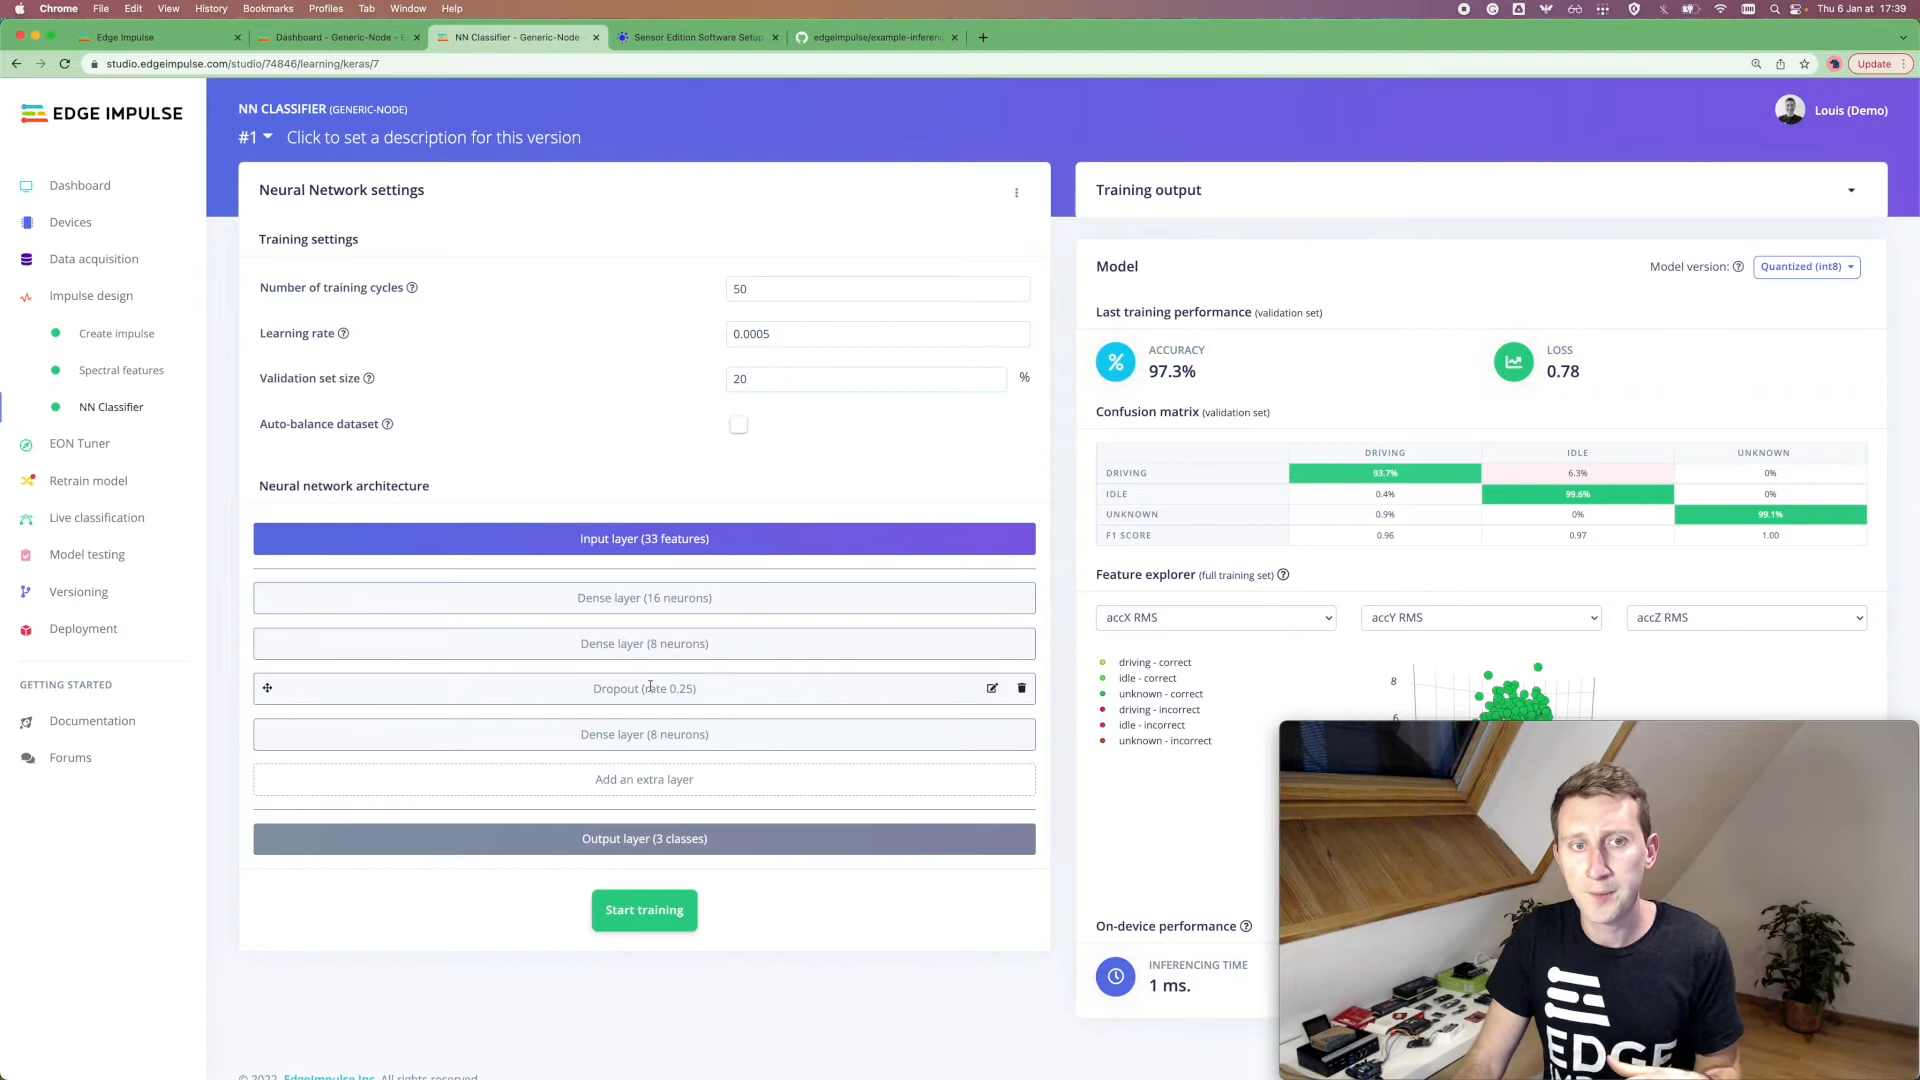 Chrome File Edit View History Bookmarks Profiles Tab Window Help Thu 6 Jan at 17:39
Edge Impulse Dashboard - Generic-Node - E NN Classifier - Generic-Node - Sensor Edition Software Setup edgeimpulse/example-inferenc
studio.edgeimpulse.com/studio/74846/learning/keras/7 Update
EDGE IMPULSE
Dashboard
Devices
Data acquisition
Impulse design
Create impulse
Spectral features
NN Classifier
EON Tuner
Retrain model
Live classification
Model testing
Versioning
Deployment
GETTING STARTED
Documentation
Forums
NN CLASSIFIER (GENERIC-NODE)
#1 Click to set a description for this version
Louis (Demo)
Neural Network settings
Training settings
Number of training cycles 50
Learning rate 0.0005
Validation set size 20 %
Auto-balance dataset
Neural network architecture
Input layer (33 features)
Dense layer (16 neurons)
Dense layer (8 neurons)
Dropout (rate 0.25)
Dense layer (8 neurons)
Add an extra layer
Output layer (3 classes)
Start training
© 2022 EdgeImpulse Inc. All rights reserved
Training output
Model
Model version: Quantized (int8)
Last training performance (validation set)
% ACCURACY
97.3%
LOSS
0.78
Confusion matrix (validation set)
DRIVING IDLE UNKNOWN
DRIVING 93.7% 6.3% 0%
IDLE 0.4% 99.6% 0%
UNKNOWN 0.9% 0% 99.1%
F1 SCORE 0.96 0.97 1.00
Feature explorer (full training set)
accX RMS accY RMS accZ RMS
driving - correct
idle - correct
unknown - correct
driving - incorrect
idle - incorrect
unknown - incorrect
8
6
On-device performance
INFERENCING TIME
1 ms.
EDGE